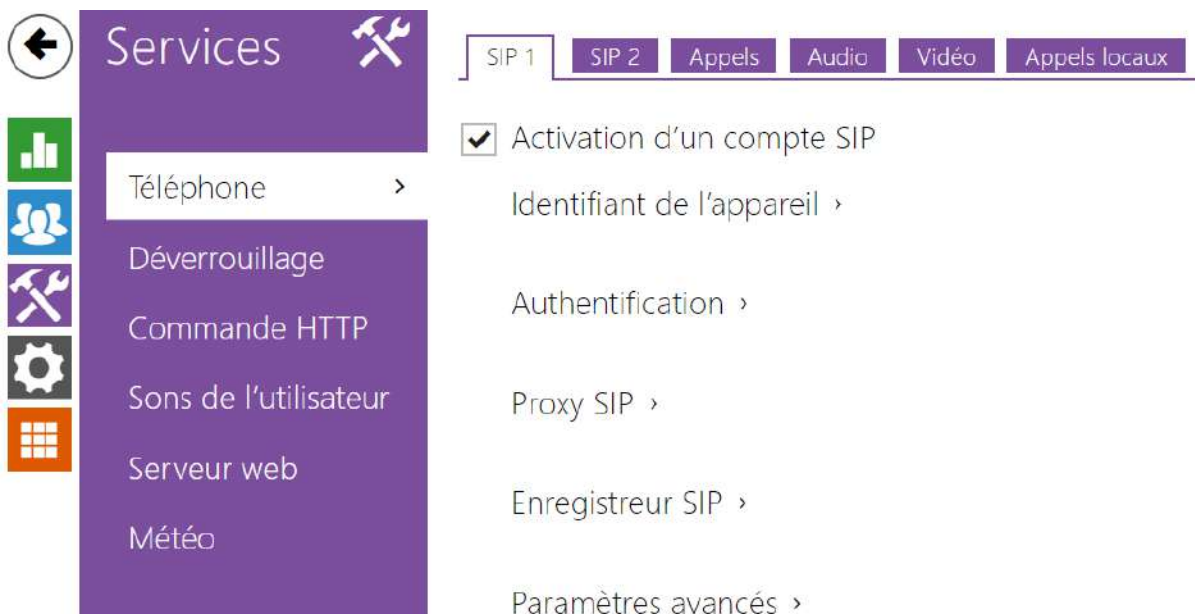 Services
Téléphone
Déverrouillage
Commande HTTP
Sons de l'utilisateur
Serveur web
Météo
SIP 1 SIP 2 Appels Audio Vidéo Appels locaux
Activation d'un compte SIP
Identifiant de l'appareil ›
Authentification ›
Proxy SIP ›
Enregistreur SIP ›
Paramètres avancés ›